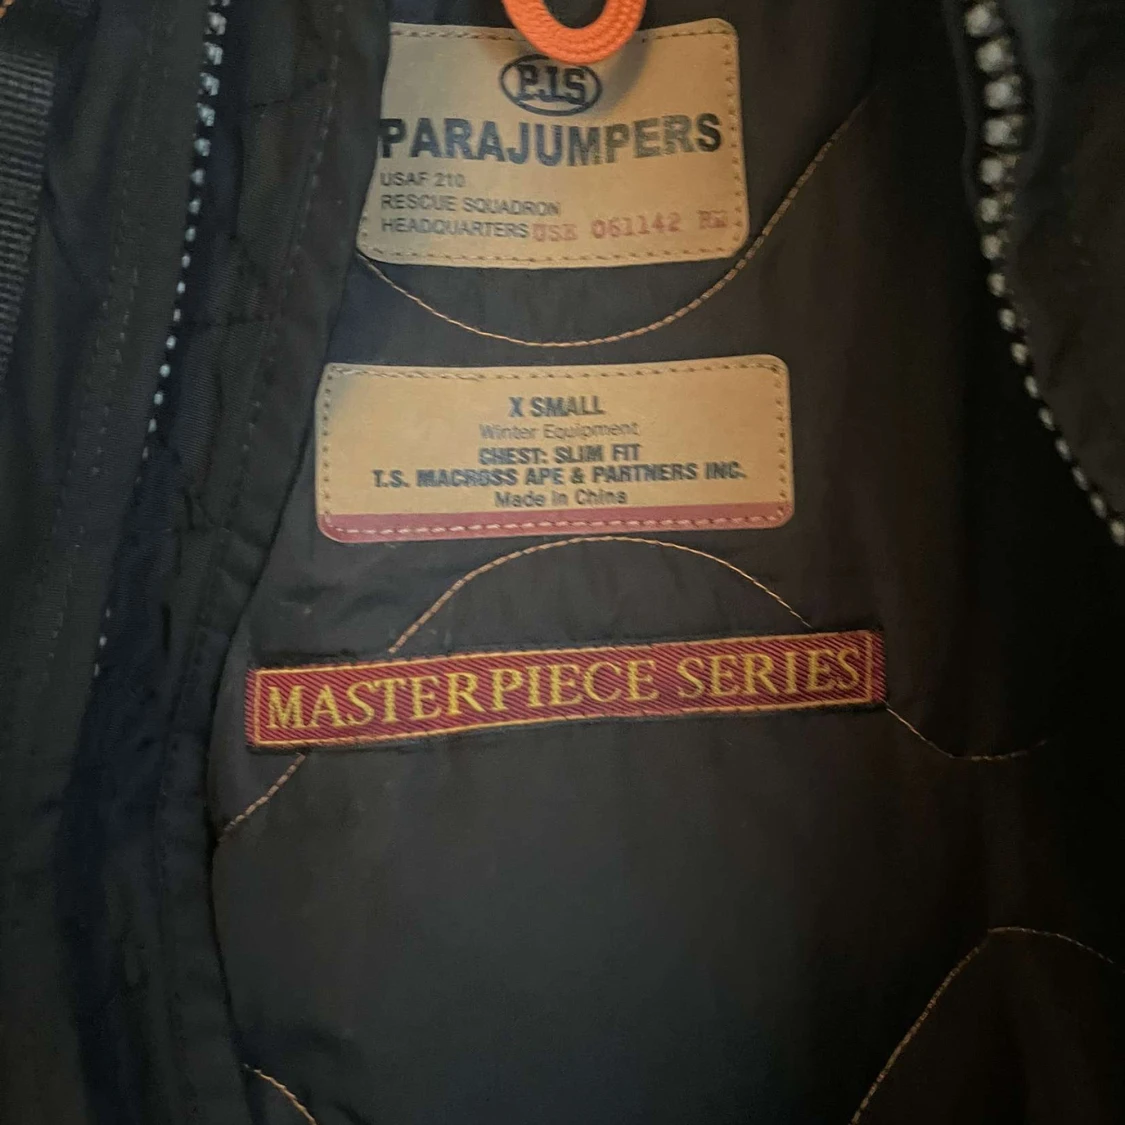 PJS
PARAJUMPERS
USAF 210
RESCUE SQUADRON
HEADQUARTERS USE 061142 RW
X SMALL
Winter Equipment
CHEST: SLIM FIT
T.S. MACROSS APE & PARTNERS INC.
Made in China
MASTERPIECE SERIES